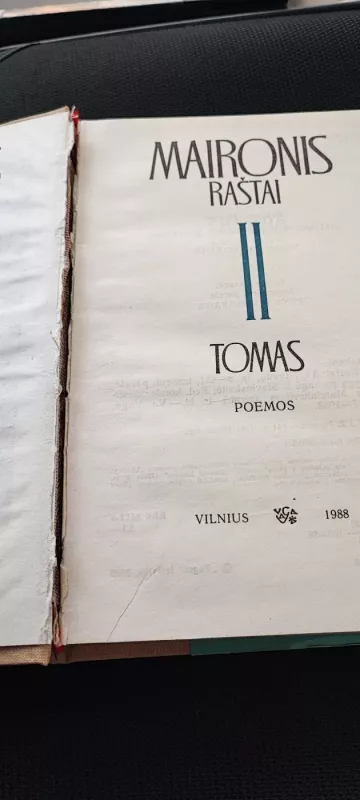 MAIRONIS
RAŠTAI
II
TOMAS
POEMOS
VILNIUS
1988